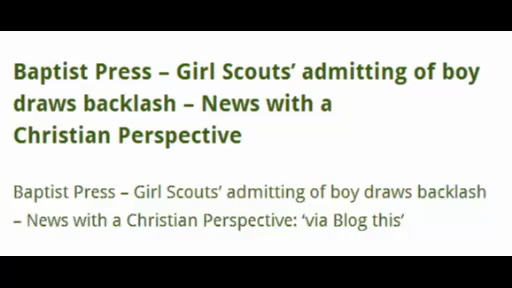 Baptist Press – Girl Scouts’ admitting of boy
draws backlash – News with a
Christian Perspective
Baptist Press – Girl Scouts’ admitting of boy draws backlash
– News with a Christian Perspective: ‘via Blog this’